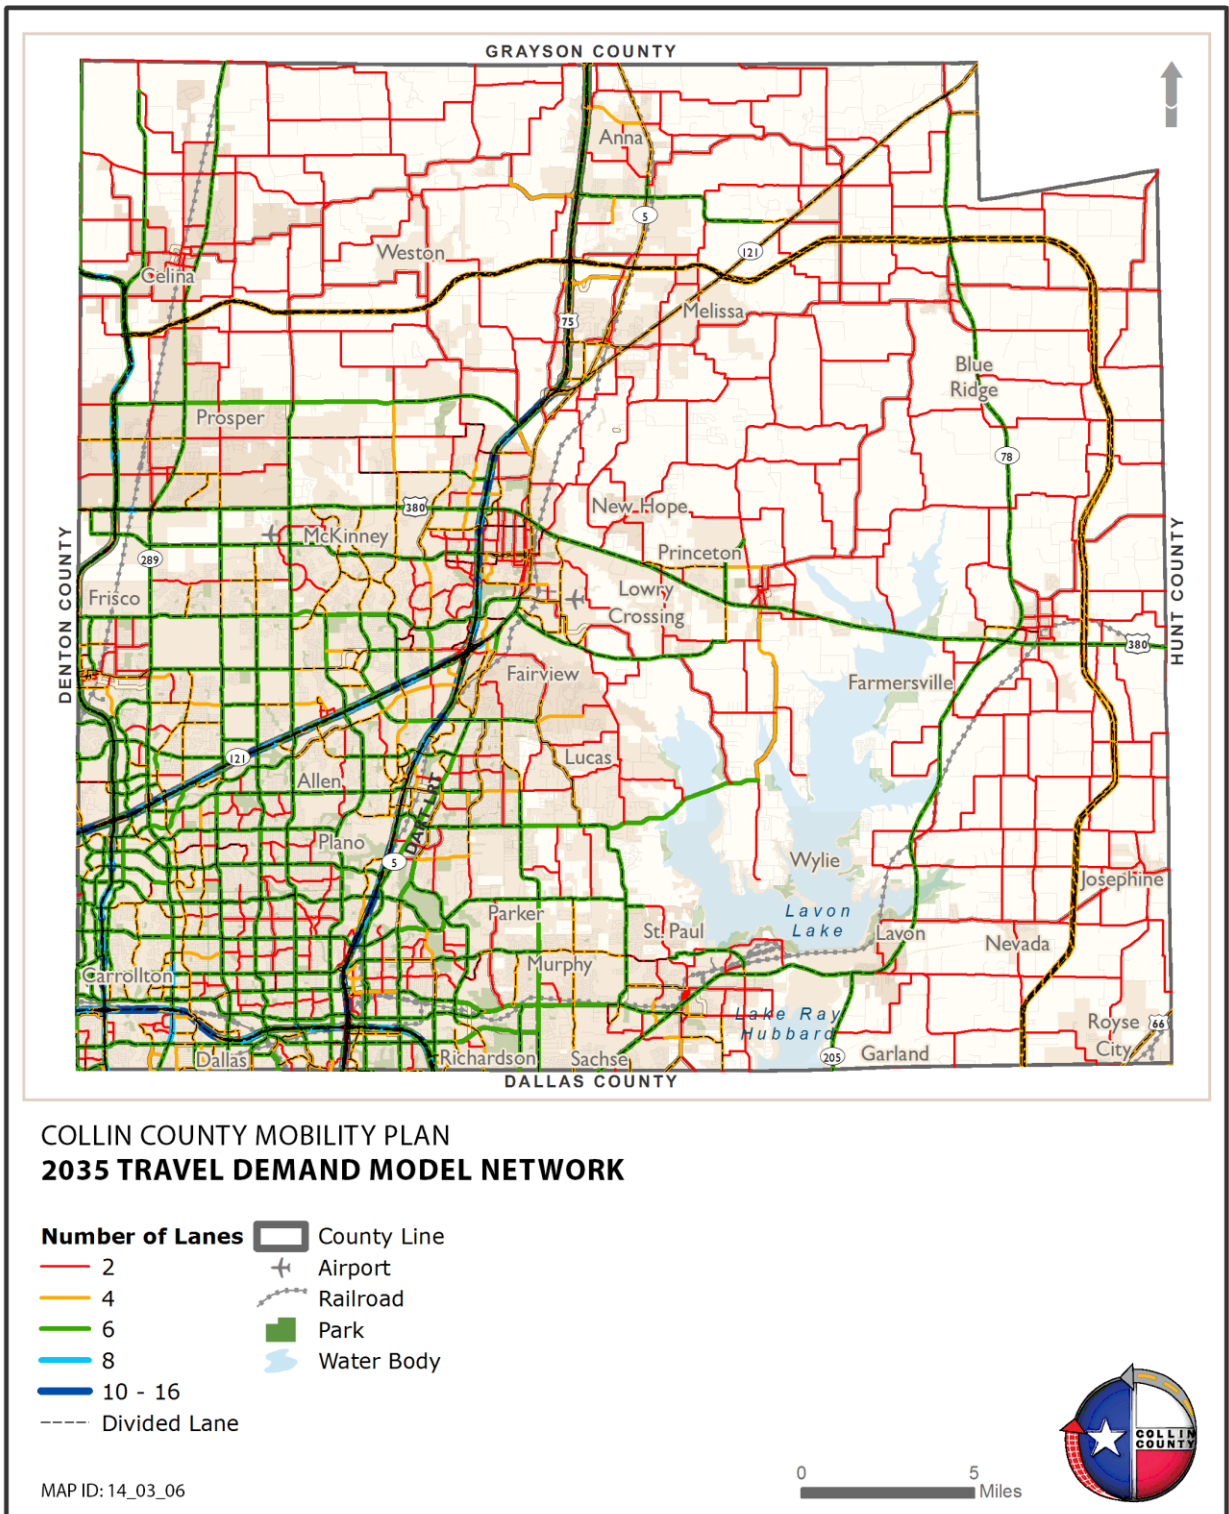 GRAYSON COUNTY
Anna
5
Weston
121
Celina
Melissa
75
Blue
Ridge
Prosper
78
New Hope
380
McKinney
Princeton
289
Lowry
Crossing
Frisco
DENTON COUNTY
HUNT COUNTY
380
Fairview
Farmersville
121
Lucas
Allen
DART LRT
Plano
5
Wylie
Josephine
Parker
Lavon
Lake
St. Paul
Lavon
Nevada
Murphy
Carrollton
Lake Ray
Hubbard
Royse
City
66
Dallas
Richardson
Sachse
205
Garland
DALLAS COUNTY
COLLIN COUNTY MOBILITY PLAN
2035 TRAVEL DEMAND MODEL NETWORK
Number of Lanes
2
4
6
8
10 - 16
Divided Lane
County Line
Airport
Railroad
Park
Water Body
MAP ID: 14_03_06
0 5
Miles
COLLIN
COUNTY